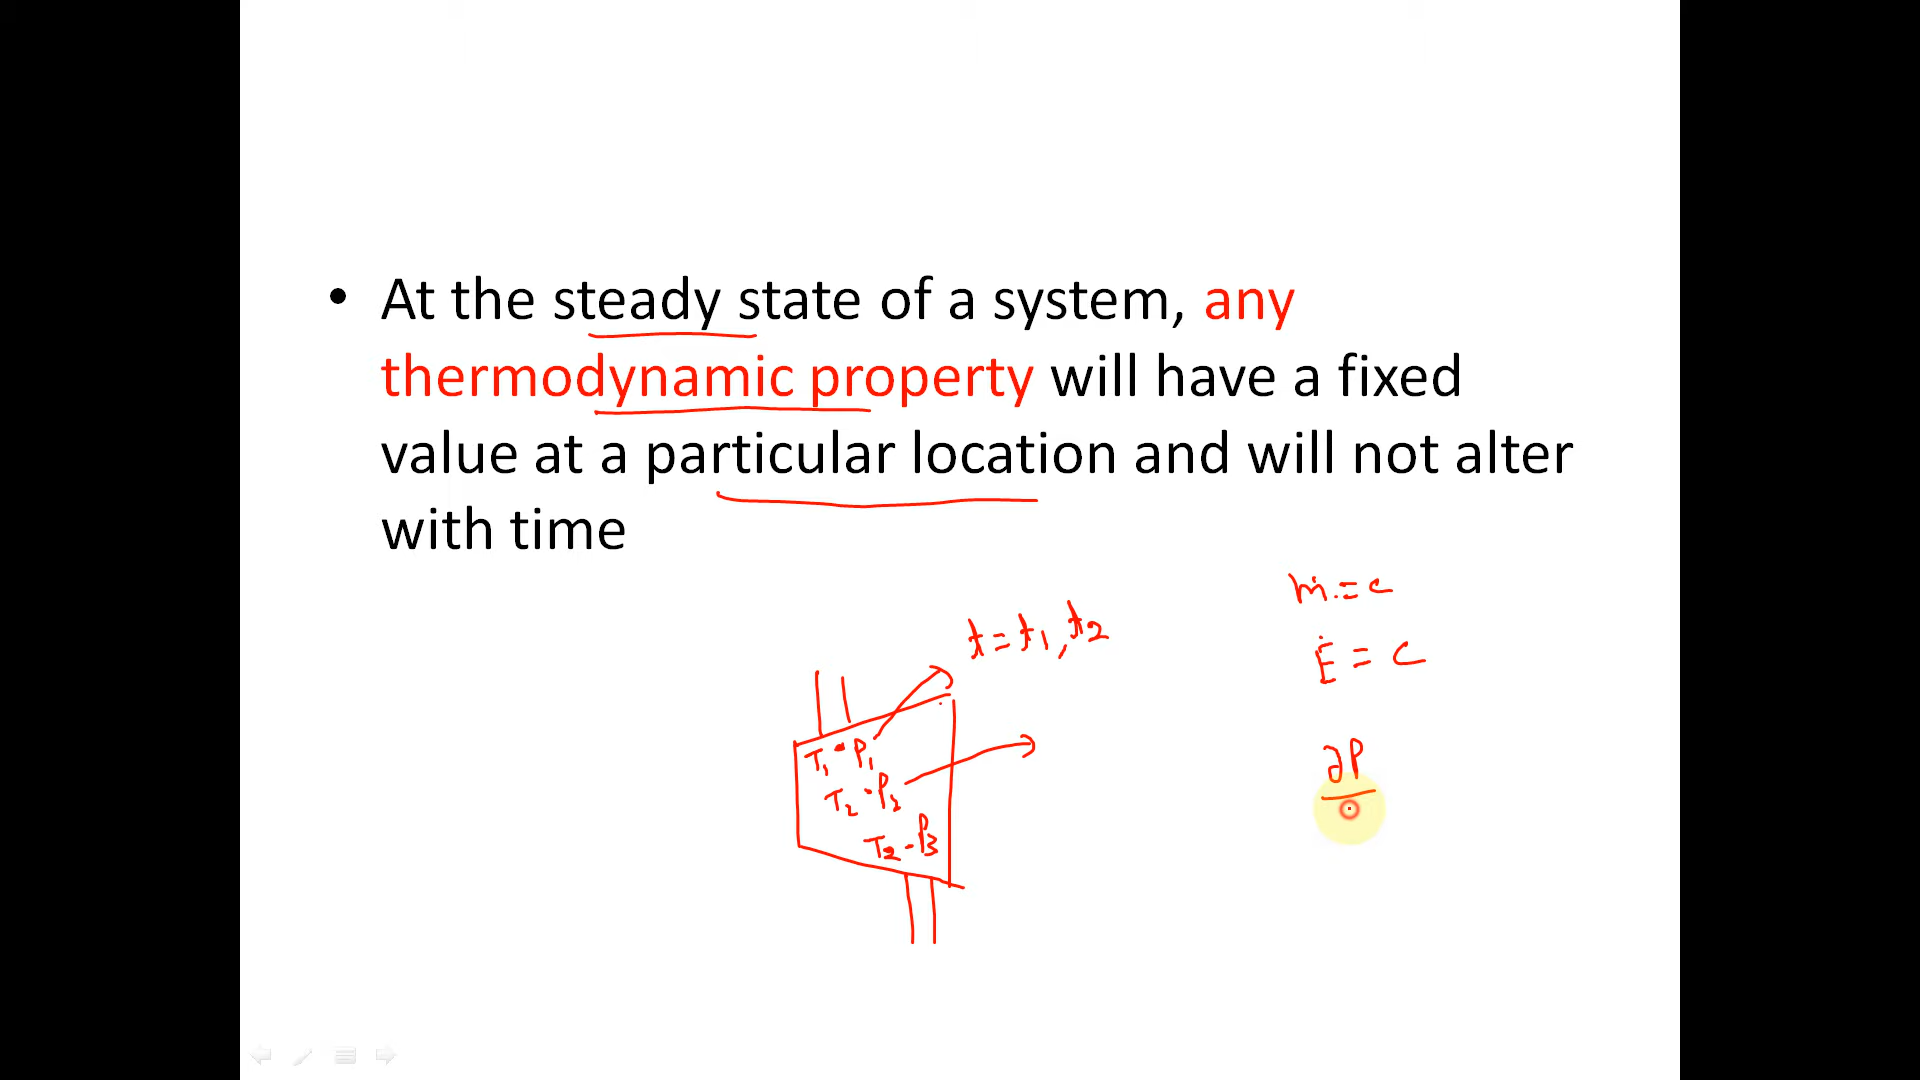 • At the steady state of a system, any
thermodynamic property will have a fixed
value at a particular location and will not alter
with time
ṁ = c
t = t1, t2
Ė = c
T1 • P1
∂P
T2 • P2
T2 • P3